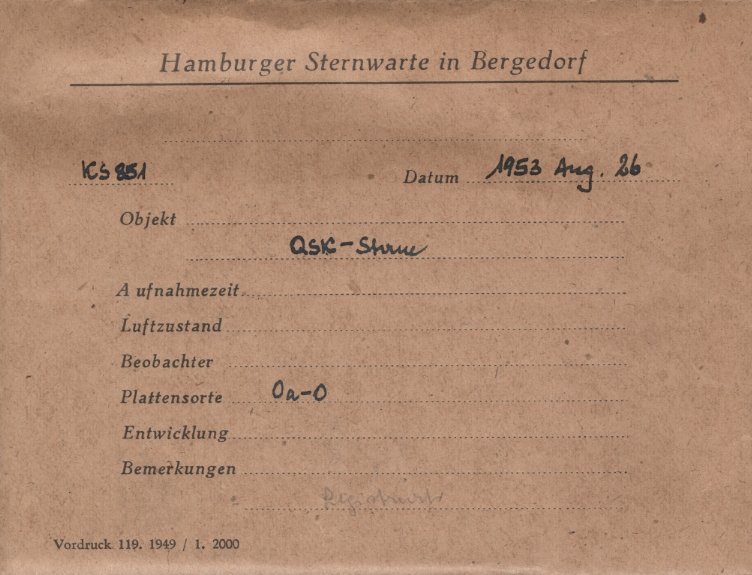 Hamburger Sternwarte in Bergedorf
KS 851 Datum 1953 Aug. 26
Objekt
QSK-Sterne
Aufnahmezeit
Luftzustand
Beobachter
Plattensorte Oa-O
Entwicklung
Bemerkungen
Registriert
Vordruck 119. 1949 / 1. 2000